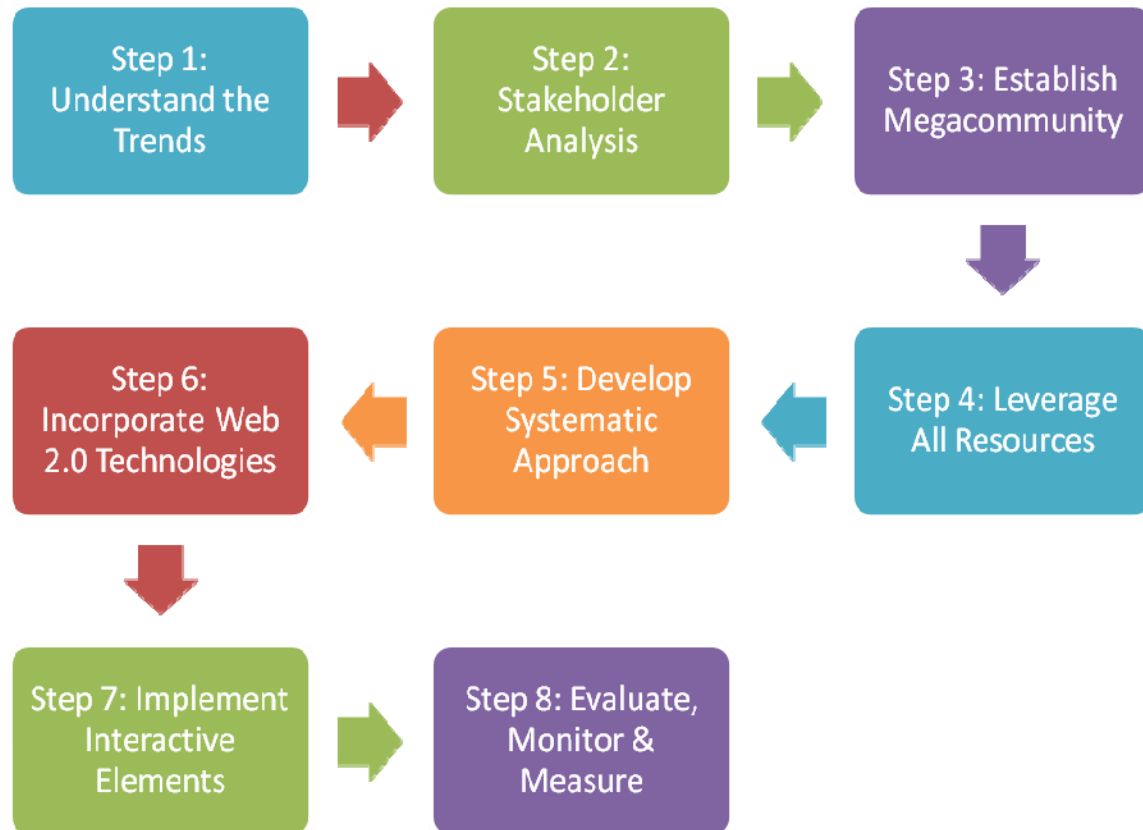 Step 1:
Understand the
Trends
Step 2:
Stakeholder
Analysis
Step 3: Establish
Megacommunity
Step 4: Leverage
All Resources
Step 5: Develop
Systematic
Approach
Step 6:
Incorporate Web
2.0 Technologies
Step 7: Implement
Interactive
Elements
Step 8: Evaluate,
Monitor &
Measure